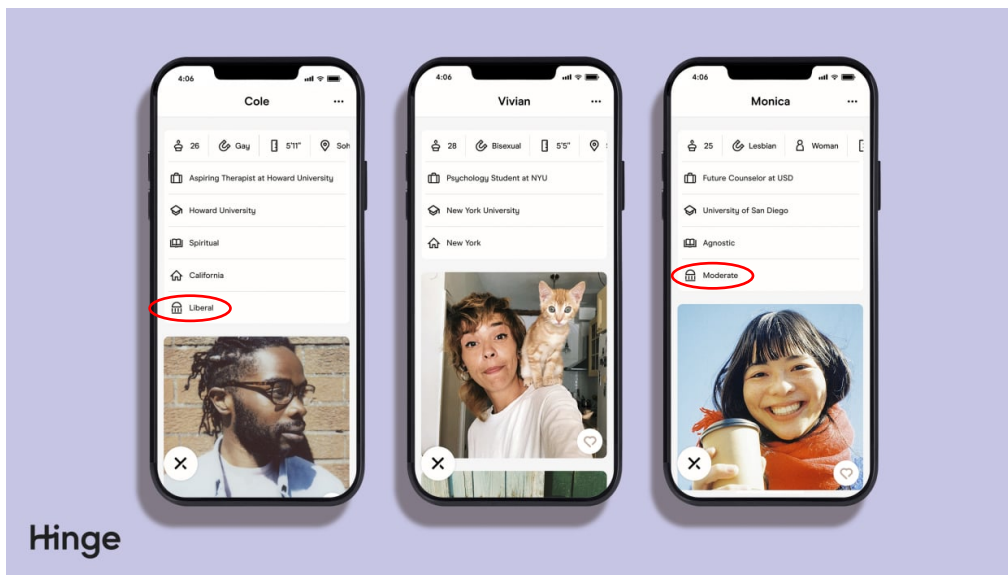 4:06
Cole
26
Gay
5'11"
Soh
Aspiring Therapist at Howard University
Howard University
Spiritual
California
Liberal
4:06
Vivian
28
Bisexual
5'5"
Psychology Student at NYU
New York University
New York
4:06
Monica
25
Lesbian
Woman
Future Counselor at USD
University of San Diego
Agnostic
Moderate
Hinge